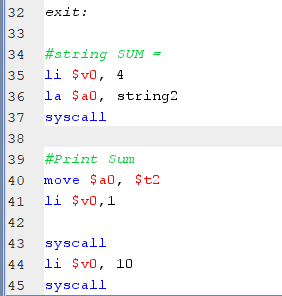 32 exit:
33
34 #string SUM =
35 li $v0, 4
36 la $a0, string2
37 syscall
38
39 #Print Sum
40 move $a0, $t2
41 li $v0,1
42
43 syscall
44 li $v0, 10
45 syscall